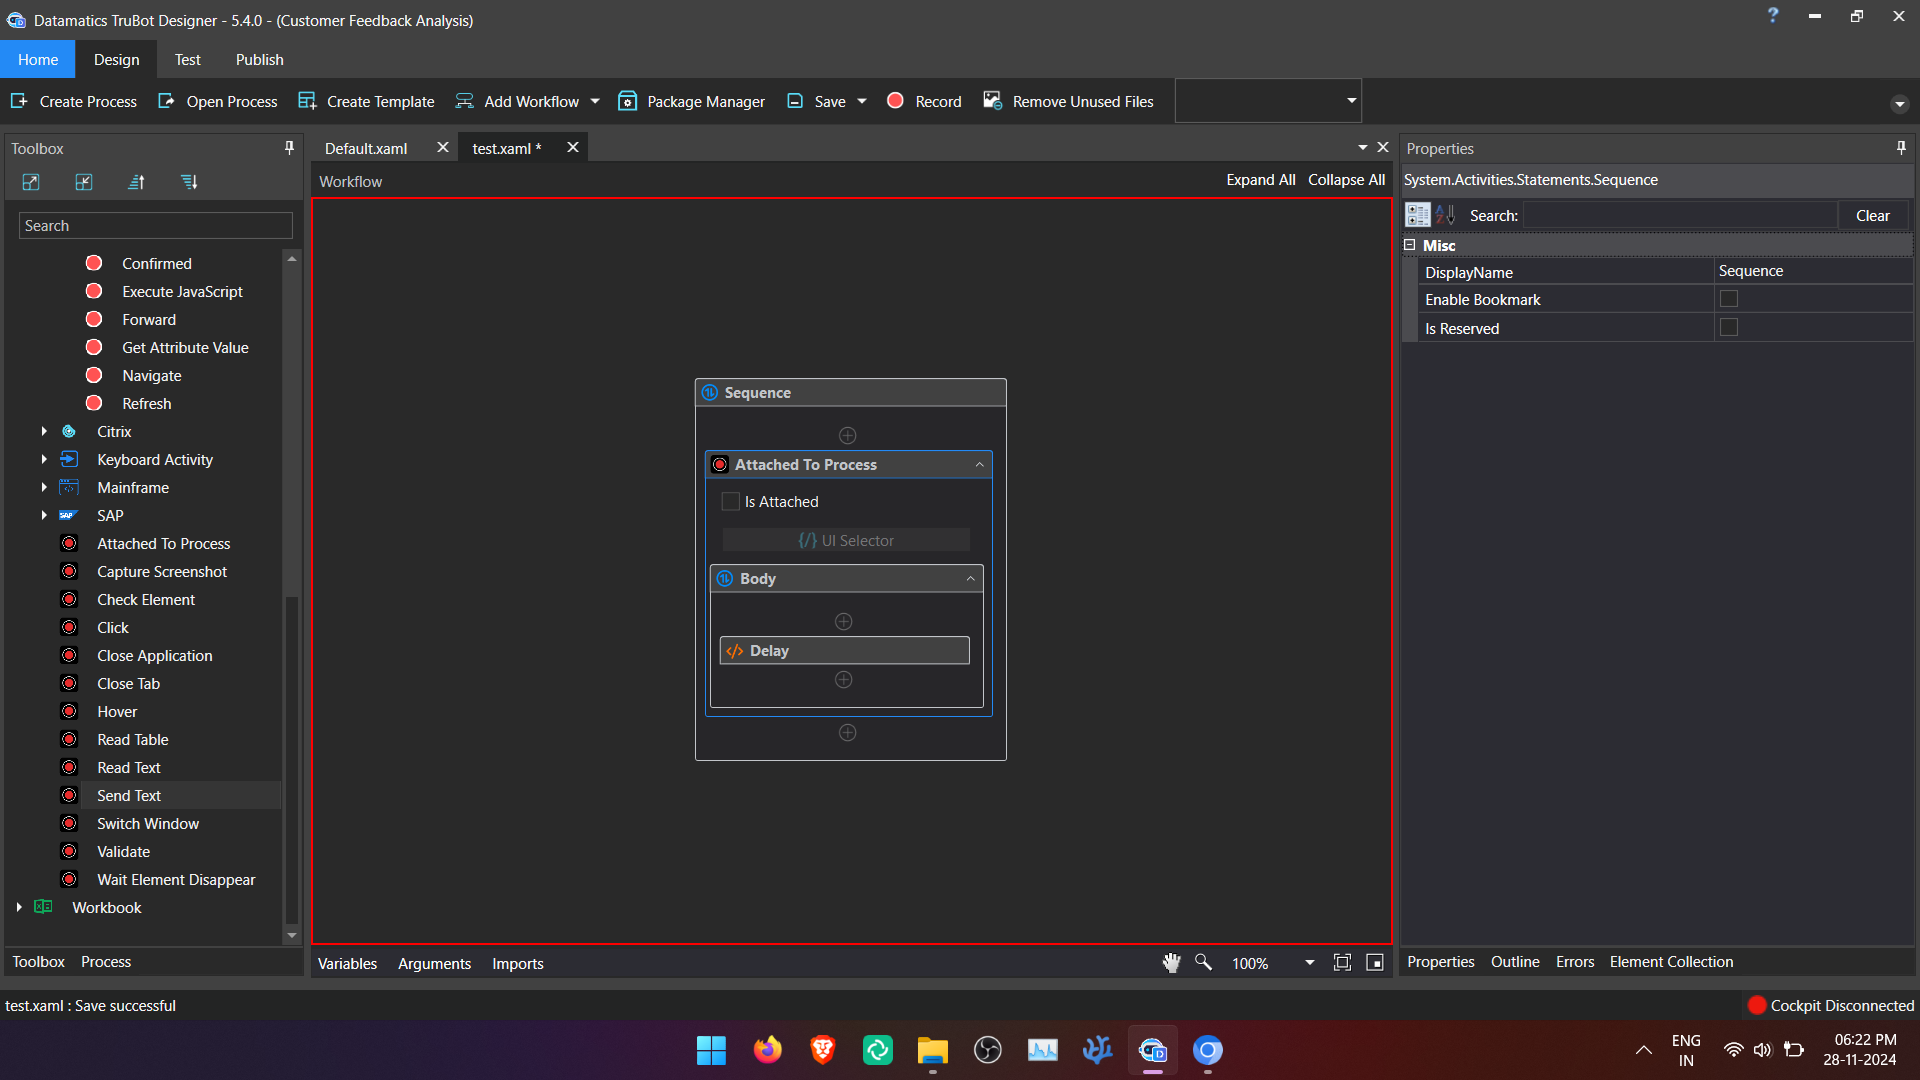 Datamatics TruBot Designer - 5.4.0 - (Customer Feedback Analysis)
Home Design Test Publish
Create Process Open Process Create Template Add Workflow Package Manager Save Record Remove Unused Files
Toolbox
Search
Confirmed
Execute JavaScript
Forward
Get Attribute Value
Navigate
Refresh
Citrix
Keyboard Activity
Mainframe
SAP SAP
Attached To Process
Capture Screenshot
Check Element
Click
Close Application
Close Tab
Hover
Read Table
Read Text
Send Text
Switch Window
Validate
Wait Element Disappear
Workbook
Toolbox Process
Default.xaml test.xaml *
Workflow Expand All Collapse All
Sequence
Attached To Process
Is Attached
{/} UI Selector
Body
</> Delay
Variables Arguments Imports 100%
Properties
System.Activities.Statements.Sequence
Search: Clear
Misc
DisplayName Sequence
Enable Bookmark
Is Reserved
Properties Outline Errors Element Collection
test.xaml : Save successful Cockpit Disconnected
ENG
IN
06:22 PM
28-11-2024